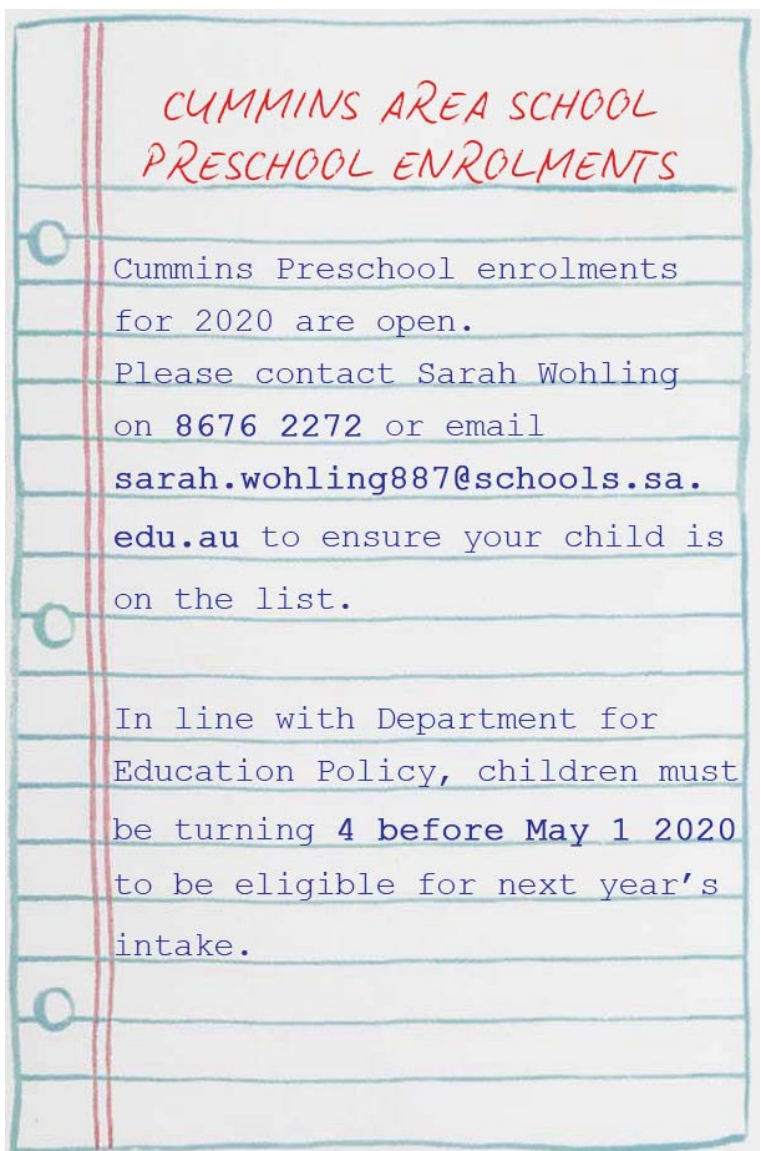 CUMMINS AREA SCHOOL
PRESCHOOL ENROLMENTS
Cummins Preschool enrolments
for 2020 are open.
Please contact Sarah Wohling
on 8676 2272 or email
sarah.wohling887@schools.sa.
edu.au to ensure your child is
on the list.
In line with Department for
Education Policy, children must
be turning 4 before May 1 2020
to be eligible for next year's
intake.